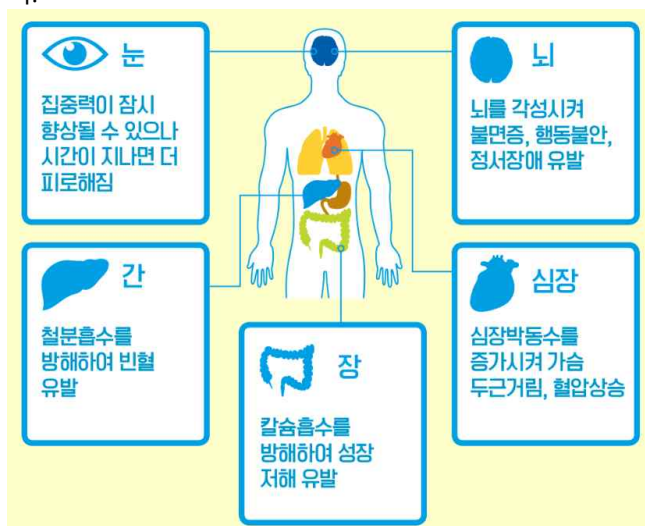 눈
집중력이 잠시
향상될 수 있으나
시간이 지나면 더
피로해짐
뇌
뇌를 각성시켜
불면증, 행동불안,
정서장애 유발
간
철분흡수를
방해하여 빈혈
유발
심장
심장박동수를
증가시켜 가슴
두근거림, 혈압상승
장
칼슘흡수를
방해하여 성장
저해 유발